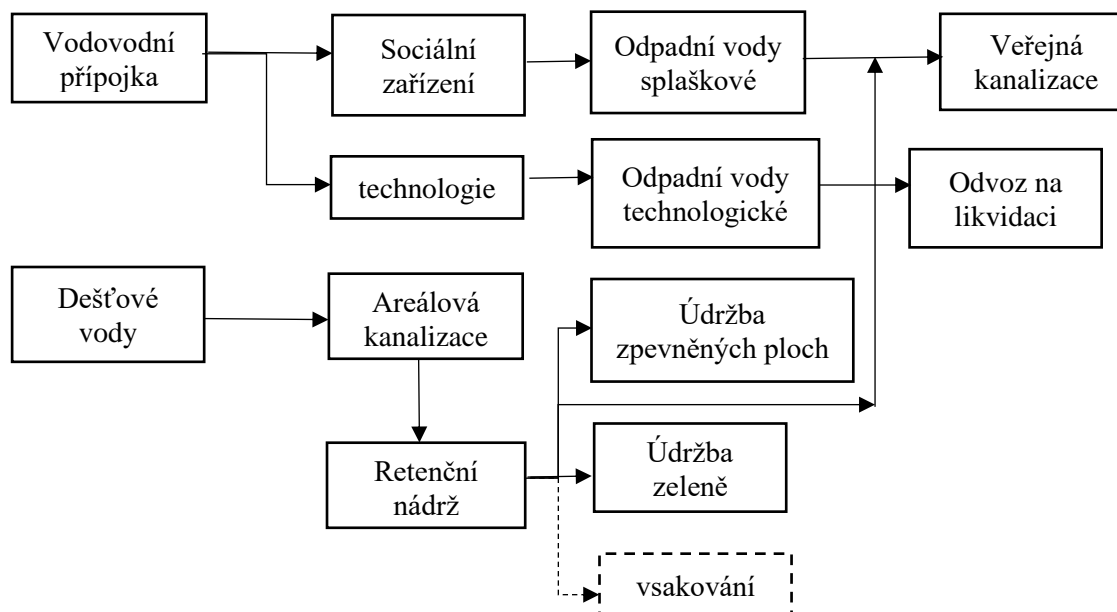 Vodovodní
přípojka
Sociální
zařízení
Odpadní vody
splaškové
Veřejná
kanalizace
technologie
Odpadní vody
technologické
Odvoz na
likvidaci
Dešťové
vody
Areálová
kanalizace
Údržba
zpevněných ploch
Retenční
nádrž
Údržba
zeleně
vsakování